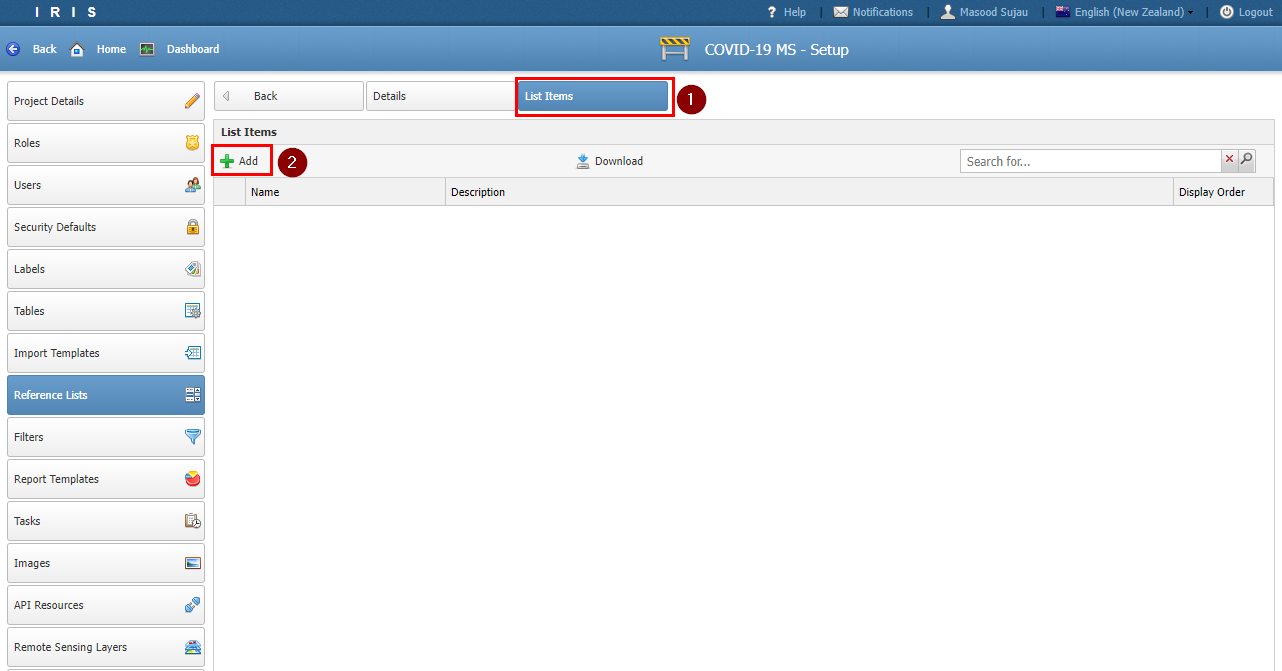 I R I S
? Help | Notifications | Masood Sujau | English (New Zealand) | Logout
Back Home Dashboard
COVID-19 MS - Setup
Project Details
Roles
Users
Security Defaults
Labels
Tables
Import Templates
Reference Lists
Filters
Report Templates
Tasks
Images
API Resources
Remote Sensing Layers
Back Details List Items 1
List Items
Add 2 Download Search for...
Name Description Display Order